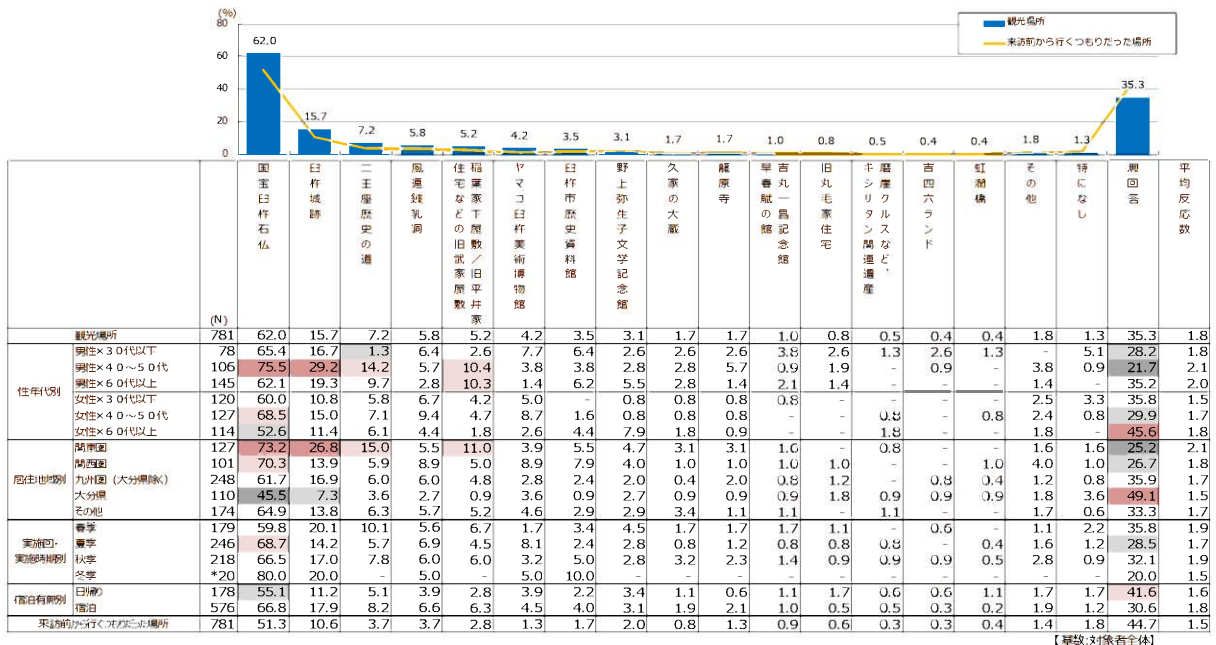 (%)
80
60
40
20
0
観光場所
来訪前から行くつもりだった場所
62.0 15.7 7.2 5.8 5.2 4.2 3.5 3.1 1.7 1.7 1.0 0.8 0.5 0.4 0.4 1.8 1.3 35.3
(N)
国宝臼杵石仏
臼杵城跡
二王座歴史の道
風連鍾乳洞
稲葉家下屋敷／旧平井家
住宅などの旧武家屋敷
ヤマコ臼杵美術博物館
臼杵市歴史資料館
野上弥生子文学記念館
久家の大蔵
龍原寺
吉丸一昌記念館
早春賦の館
旧丸毛家住宅
磨崖クルスなど、
キシリタン関連遺産
吉四六ランド
虹澗橋
その他
特になし
無回答
平均反応数
観光場所 781 62.0 15.7 7.2 5.8 5.2 4.2 3.5 3.1 1.7 1.7 1.0 0.8 0.5 0.4 0.4 1.8 1.3 35.3 1.8
性年代別
男性×30代以下 78 65.4 16.7 1.3 6.4 2.6 7.7 6.4 2.6 2.6 2.6 3.8 2.6 1.3 2.6 1.3 - 5.1 28.2 1.8
男性×40～50代 106 75.5 29.2 14.2 5.7 10.4 3.8 3.8 2.8 2.8 5.7 0.9 1.9 - 0.9 - 3.8 0.9 21.7 2.1
男性×60代以上 145 62.1 19.3 9.7 2.8 10.3 1.4 6.2 5.5 2.8 1.4 2.1 1.4 - - - 1.4 - 35.2 2.0
女性×30代以下 120 60.0 10.8 5.8 6.7 4.2 5.0 - 0.8 0.8 0.8 0.8 - - - - 2.5 3.3 35.8 1.5
女性×40～50代 127 68.5 15.0 7.1 9.4 4.7 8.7 1.6 0.8 0.8 0.8 - - 0.8 - 0.8 2.4 0.8 29.9 1.7
女性×60代以上 114 52.6 11.4 6.1 4.4 1.8 2.6 4.4 7.9 1.8 0.9 - - 1.8 - - 1.8 - 45.6 1.8
居住地域別
関東圏 127 73.2 26.8 15.0 5.5 11.0 3.9 5.5 4.7 3.1 3.1 1.6 - 0.8 - - 1.6 1.6 25.2 2.1
関西圏 101 70.3 13.9 5.9 8.9 5.0 8.9 7.9 4.0 1.0 1.0 1.0 1.0 - - 1.0 4.0 1.0 26.7 1.8
九州圏（大分県除く） 248 61.7 16.9 6.0 6.0 4.8 2.8 2.4 2.0 0.4 2.0 0.8 1.2 - 0.8 0.4 1.2 0.8 35.9 1.7
大分県 110 45.5 7.3 3.6 2.7 0.9 3.6 0.9 2.7 0.9 0.9 0.9 1.8 0.9 0.9 0.9 1.8 3.6 49.1 1.5
その他 174 64.9 13.8 6.3 5.7 5.2 4.6 2.9 2.9 3.4 1.1 1.1 - 1.1 - - 1.7 0.6 33.3 1.7
実施回・
実施時期別
春季 179 59.8 20.1 10.1 5.6 6.7 1.7 3.4 4.5 1.7 1.7 1.7 1.1 - 0.6 - 1.1 2.2 35.8 1.9
夏季 246 68.7 14.2 5.7 6.9 4.5 8.1 2.4 2.8 0.8 1.2 0.8 0.8 0.8 - 0.4 1.6 1.2 28.5 1.7
秋季 218 66.5 17.0 7.8 6.0 6.0 3.2 5.0 2.8 3.2 2.3 1.4 0.9 0.9 0.9 0.5 2.8 0.9 32.1 1.9
冬季 *20 80.0 20.0 - 5.0 - 5.0 10.0 - - - - - - - - - - 20.0 1.5
宿泊有無別
日帰り 178 55.1 11.2 5.1 3.9 2.8 3.9 2.2 3.4 1.1 0.6 1.1 1.7 0.6 0.6 1.1 1.7 1.7 41.6 1.6
宿泊 576 66.8 17.9 8.2 6.6 6.3 4.5 4.0 3.1 1.9 2.1 1.0 0.5 0.5 0.3 0.2 1.9 1.2 30.6 1.8
来訪前から行くつもりだった場所 781 51.3 10.6 3.7 3.7 2.8 1.3 1.7 2.0 0.8 1.3 0.9 0.6 0.3 0.3 0.4 1.4 1.8 44.7 1.5
【基数:対象者全体】